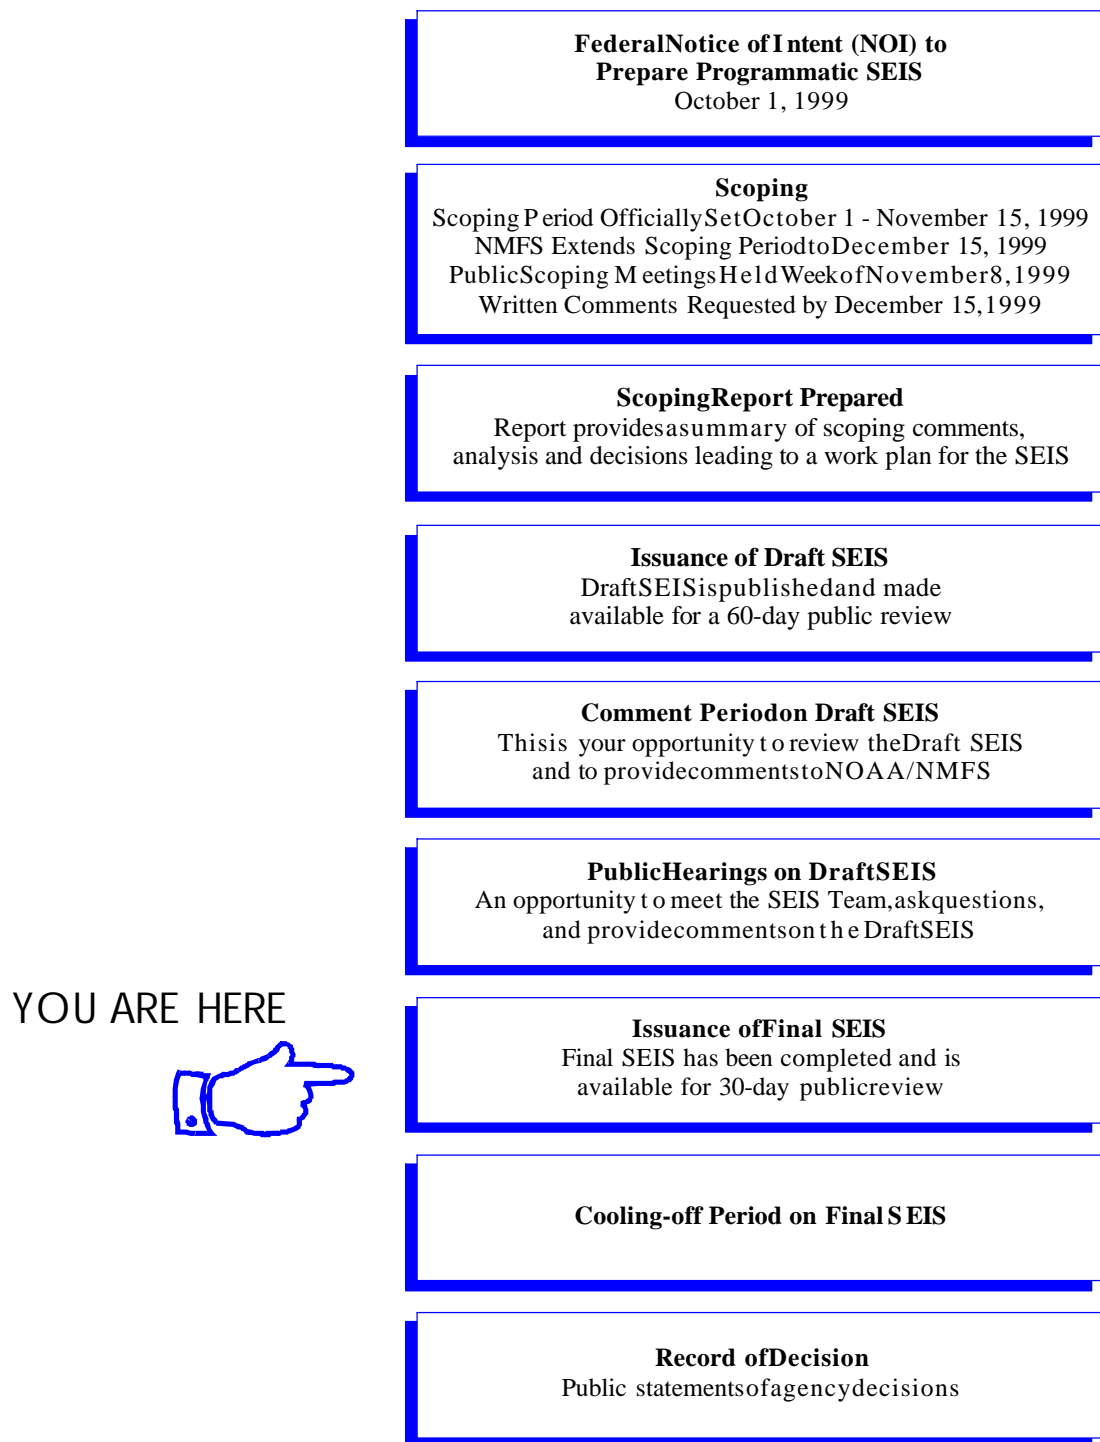 Federal Notice of Intent (NOI) to
Prepare Programmatic SEIS
October 1, 1999
Scoping
Scoping Period Officially Set October 1 - November 15, 1999
NMFS Extends Scoping Period to December 15, 1999
Public Scoping Meetings Held Week of November 8, 1999
Written Comments Requested by December 15, 1999
Scoping Report Prepared
Report provides a summary of scoping comments,
analysis and decisions leading to a work plan for the SEIS
Issuance of Draft SEIS
Draft SEIS is published and made
available for a 60-day public review
Comment Period on Draft SEIS
This is your opportunity to review the Draft SEIS
and to provide comments to NOAA/NMFS
Public Hearings on Draft SEIS
An opportunity to meet the SEIS Team, ask questions,
and provide comments on the Draft SEIS
YOU ARE HERE
Issuance of Final SEIS
Final SEIS has been completed and is
available for 30-day public review
Cooling-off Period on Final SEIS
Record of Decision
Public statements of agency decisions